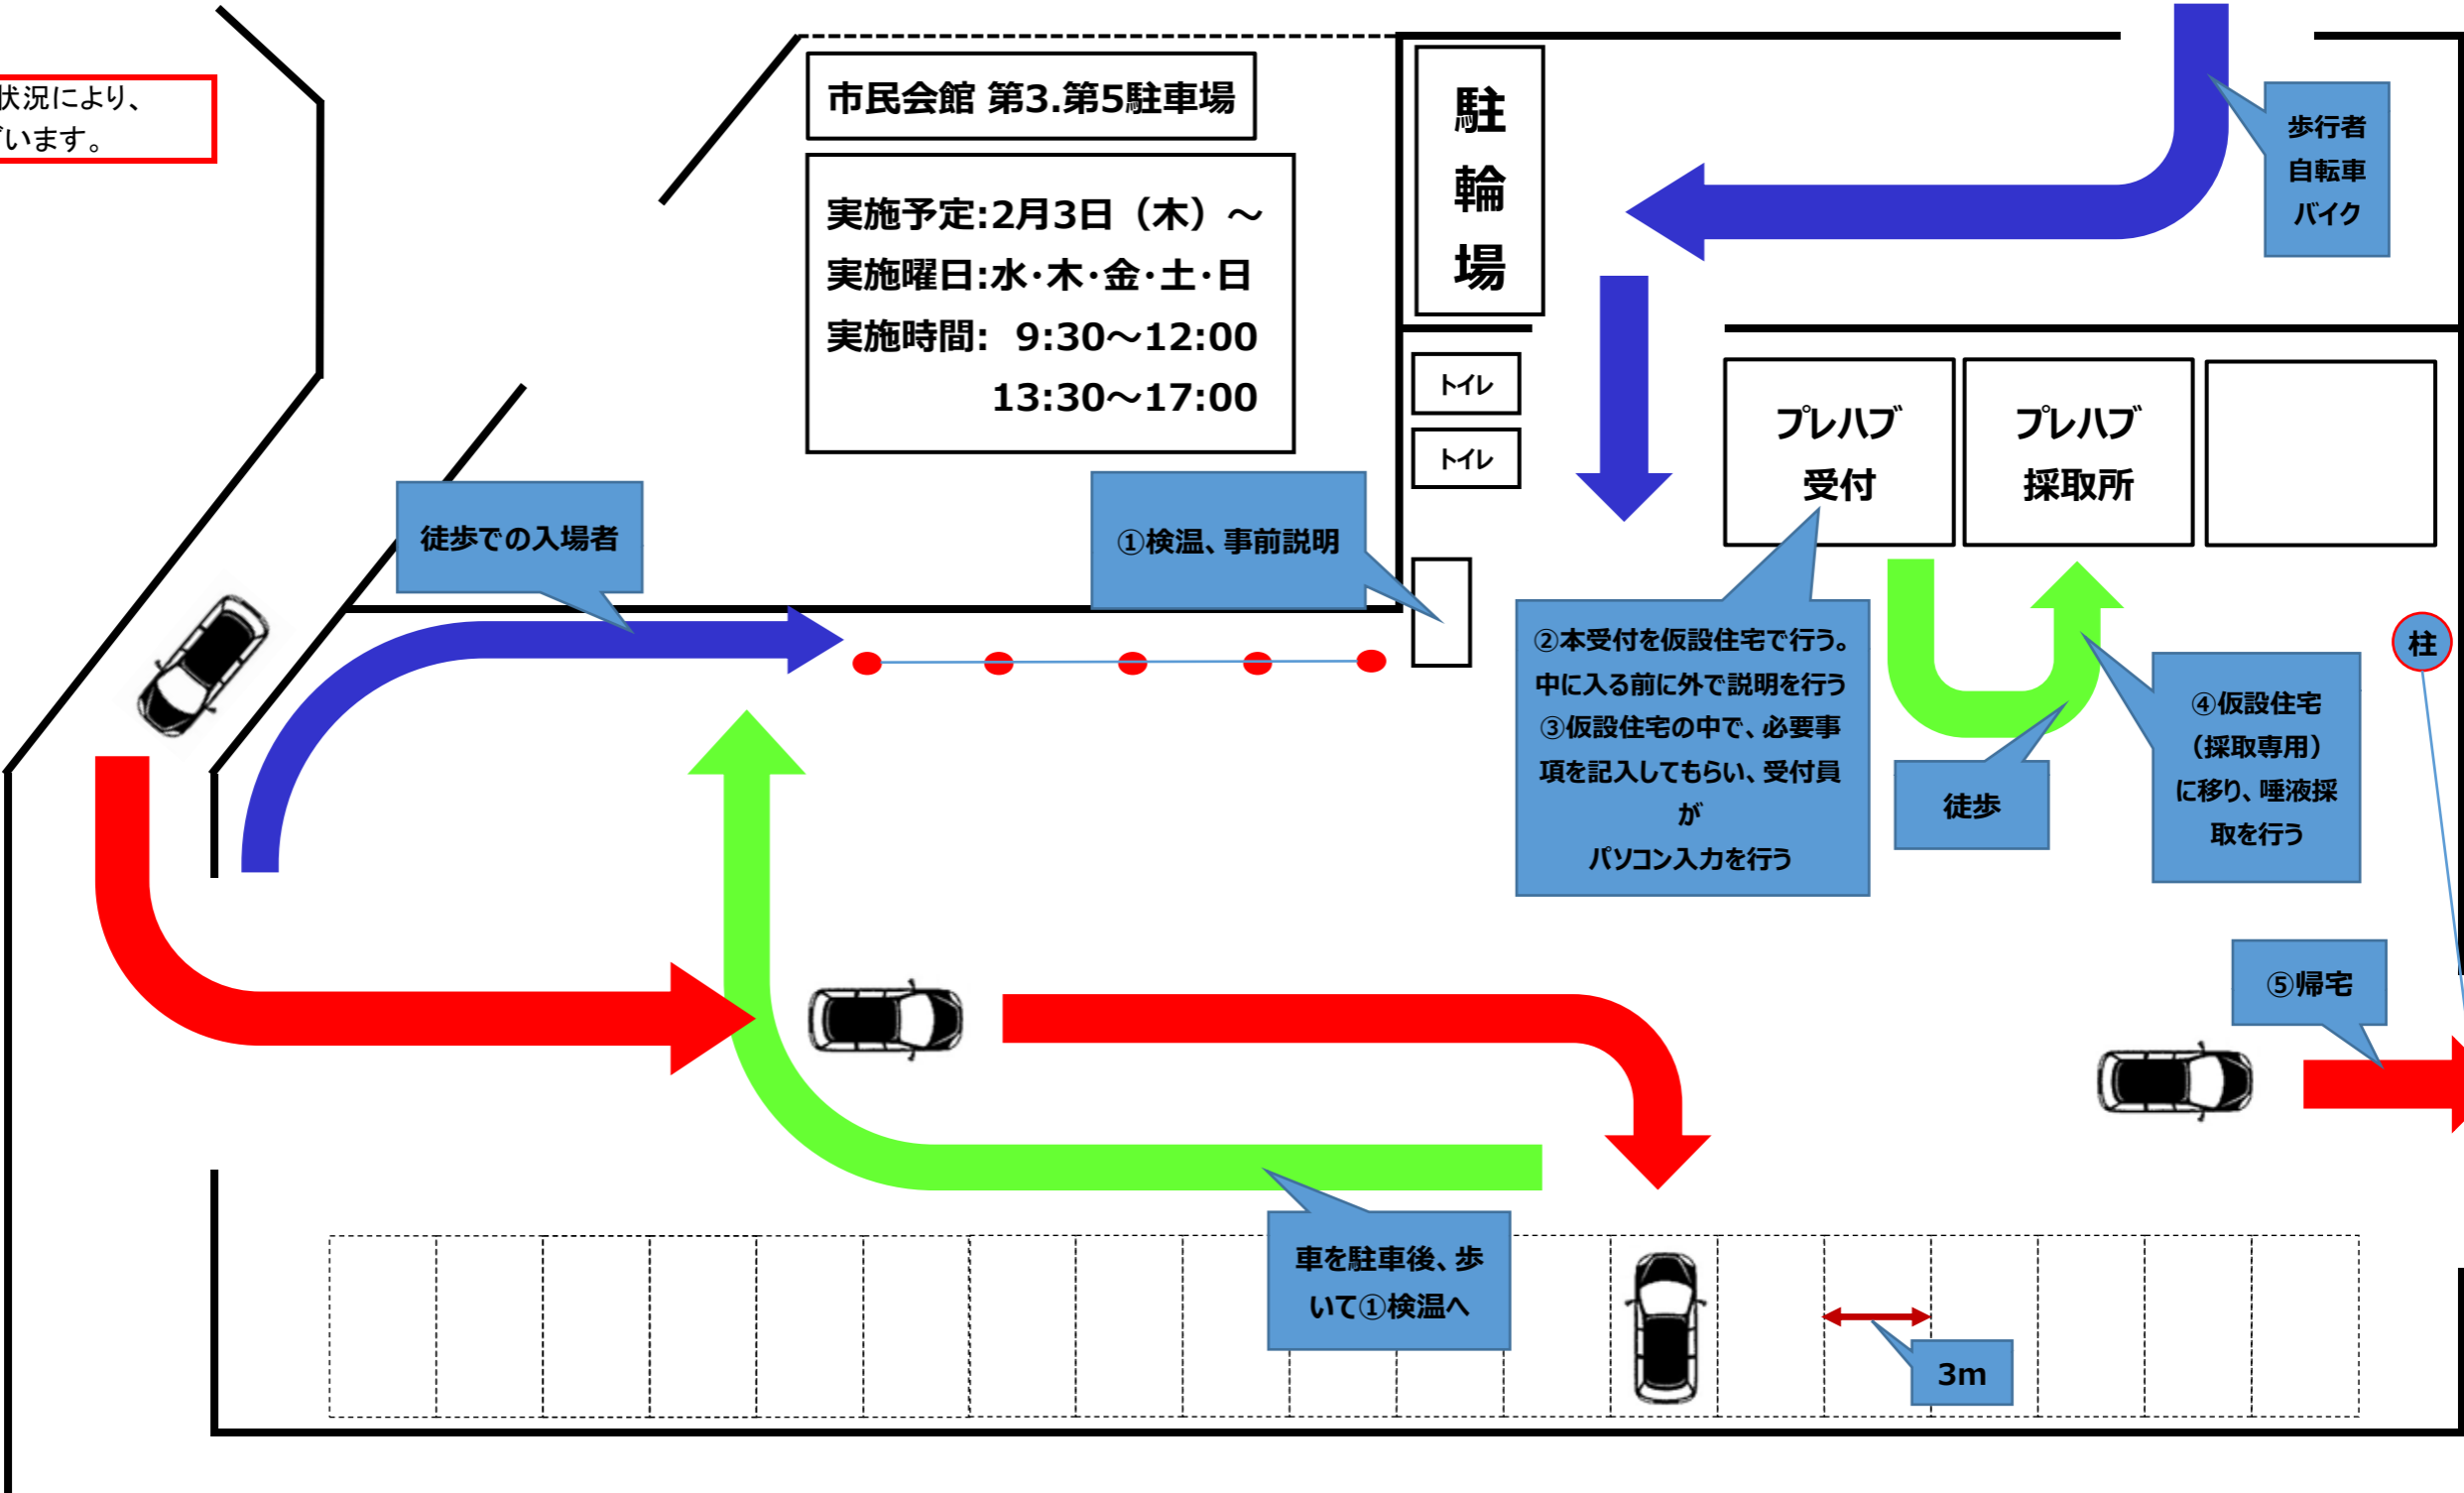 状況により、
ざいます。
市民会館 第3.第5駐車場
実施予定:2月3日（木）～
実施曜日:水・木・金・土・日
実施時間: 9:30～12:00
13:30～17:00
駐
輪
場
歩行者
自転車
バイク
トイレ
トイレ
プレハブ
受付
プレハブ
採取所
徒歩での入場者
①検温、事前説明
②本受付を仮設住宅で行う。
中に入る前に外で説明を行う
③仮設住宅の中で、必要事
項を記入してもらい、受付員
が
パソコン入力を行う
徒歩
④仮設住宅
（採取専用）
に移り、唾液採
取を行う
柱
⑤帰宅
車を駐車後、歩
いて①検温へ
3m